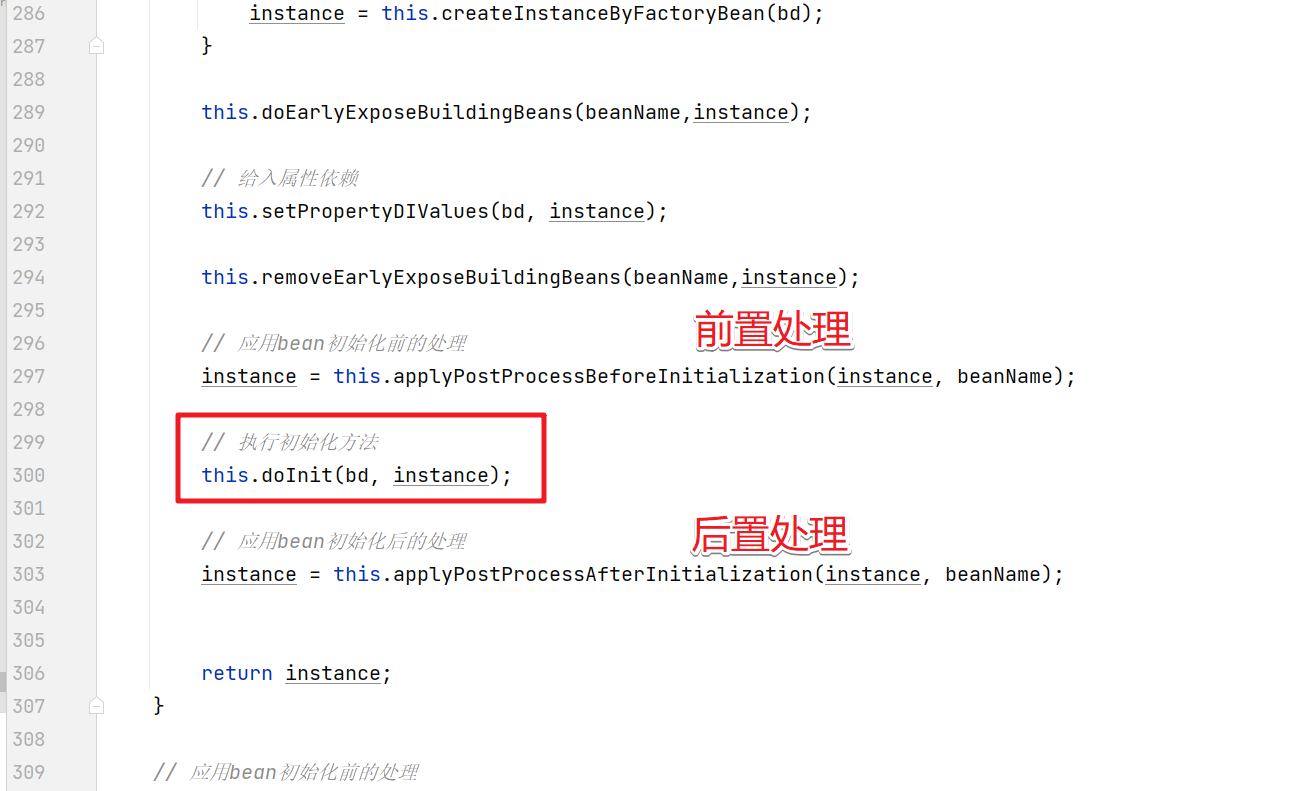 286 instance = this.createInstanceByFactoryBean(bd);
287 }
288
289 this.doEarlyExposeBuildingBeans(beanName,instance);
290
291 // 给入属性依赖
292 this.setPropertyDIValues(bd, instance);
293
294 this.removeEarlyExposeBuildingBeans(beanName,instance);
295
前置处理
296 // 应用bean初始化前的处理
297 instance = this.applyPostProcessBeforeInitialization(instance, beanName);
298
299 // 执行初始化方法
300 this.doInit(bd, instance);
301
后置处理
302 // 应用bean初始化后的处理
303 instance = this.applyPostProcessAfterInitialization(instance, beanName);
304
305
306 return instance;
307 }
308
309 // 应用bean初始化前的处理